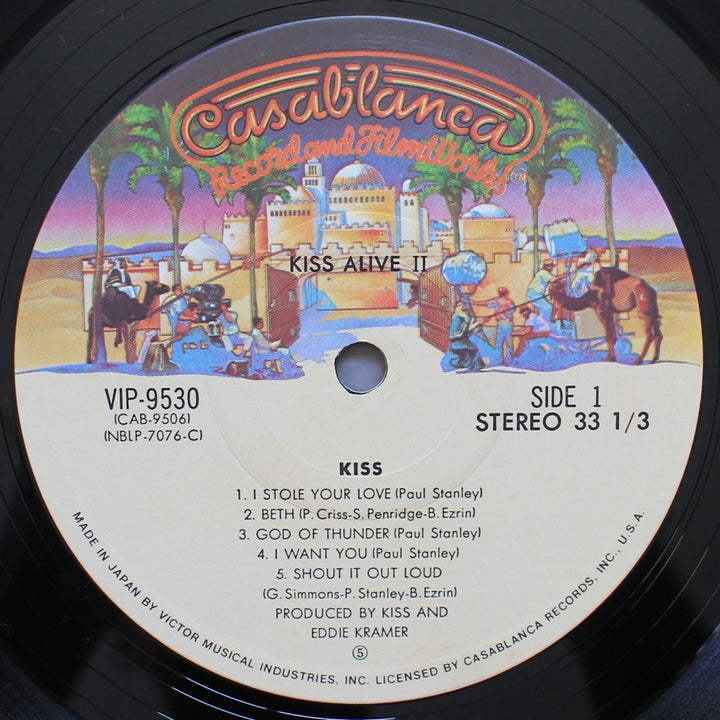 Casablanca
Record and FilmWorks TM
KISS ALIVE II
VIP-9530
(CAB-9506)
(NBLP-7076-C)
SIDE 1
STEREO 33 1/3
KISS
1. I STOLE YOUR LOVE (Paul Stanley)
2. BETH (P. Criss-S. Penridge-B. Ezrin)
3. GOD OF THUNDER (Paul Stanley)
4. I WANT YOU (Paul Stanley)
5. SHOUT IT OUT LOUD
(G. Simmons-P. Stanley-B. Ezrin)
PRODUCED BY KISS AND
EDDIE KRAMER
⑤
MADE IN JAPAN BY VICTOR MUSICAL INDUSTRIES, INC. LICENSED BY CASABLANCA RECORDS, INC., U.S.A.